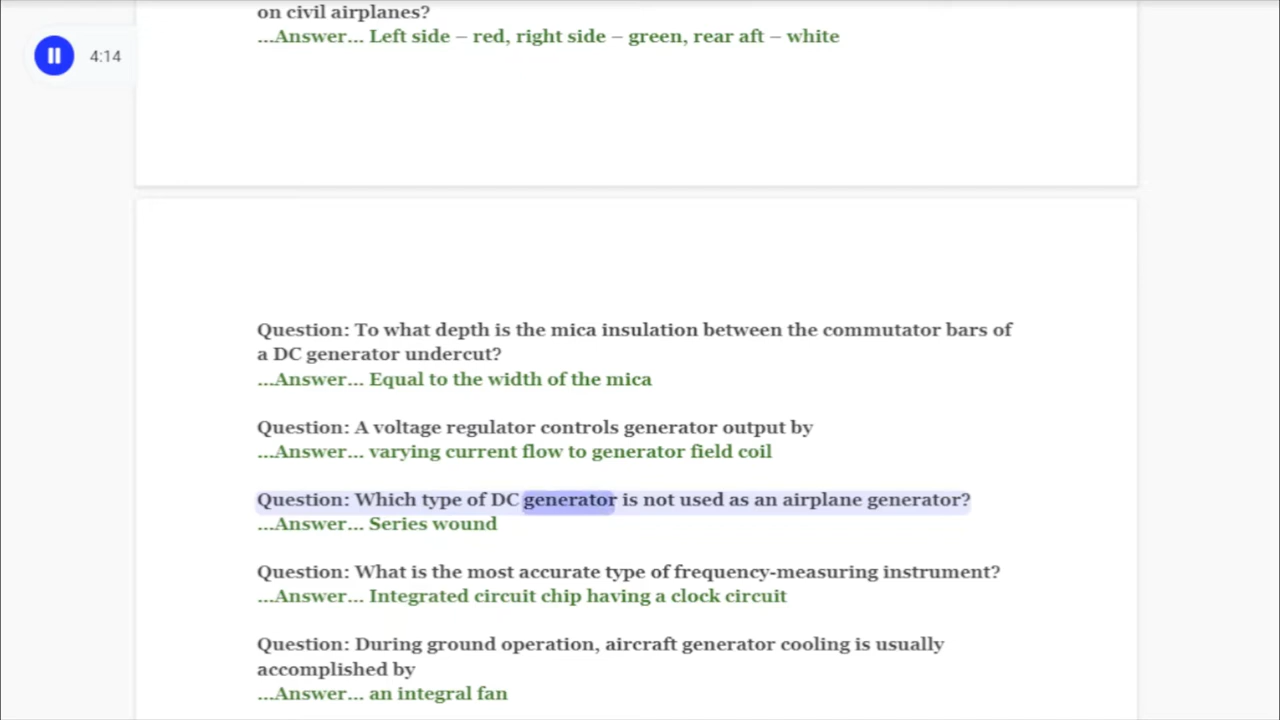 on civil airplanes?
...Answer... Left side – red, right side – green, rear aft – white
4:14
Question: To what depth is the mica insulation between the commutator bars of
a DC generator undercut?
...Answer... Equal to the width of the mica
Question: A voltage regulator controls generator output by
...Answer... varying current flow to generator field coil
Question: Which type of DC generator is not used as an airplane generator?
...Answer... Series wound
Question: What is the most accurate type of frequency-measuring instrument?
...Answer... Integrated circuit chip having a clock circuit
Question: During ground operation, aircraft generator cooling is usually
accomplished by
...Answer... an integral fan